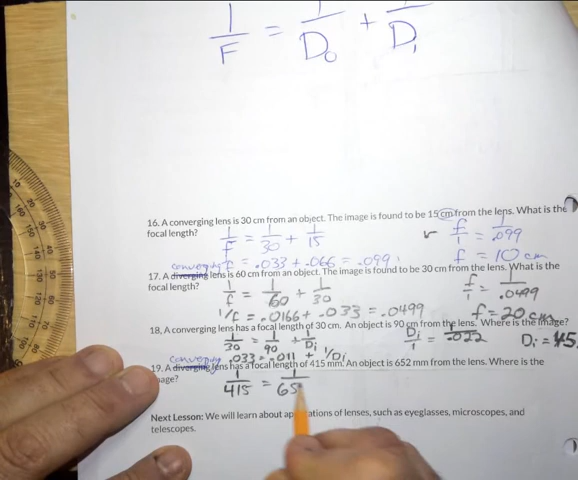 1/F = 1/D₀ + 1/Dᵢ
16. A converging lens is 30 cm from an object. The image is found to be 15 cm from the lens. What is the
focal length?
1/f = 1/30 + 1/15
f/1 = 1/.099
converging
f = .033 + .066 = .099
f = 10 cm
17. A diverging lens is 60 cm from an object. The image is found to be 30 cm from the lens. What is the
focal length?
1/f = 1/60 + 1/30
f/1 = 1/.0499
1/f = .0166 + .033 = .0499
f = 20 cm
18. A converging lens has a focal length of 30 cm. An object is 90 cm from the lens. Where is the image?
1/30 = 1/90 + 1/Di
Di/1 = 1/.022
Di = 45
converging
.033 = .011 + 1/Di
19. A diverging lens has a focal length of 415 mm. An object is 652 mm from the lens. Where is the
age?
1/415 = 1/65
Next Lesson: We will learn about ap ations of lenses, such as eyeglasses, microscopes, and
telescopes.